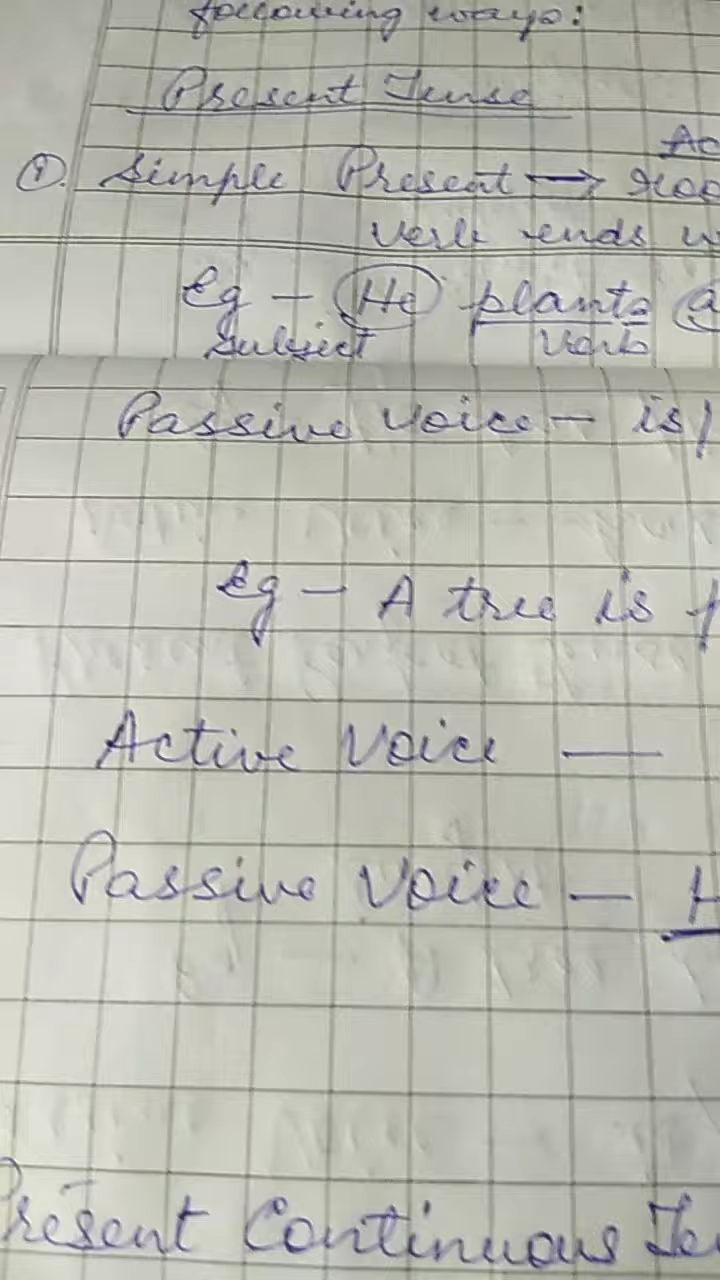 following ways:
Present Tense
①. Simple Present →
Verb ends
Eg - He plants
Subject Verb
Passive Voice - is
Eg - A tree is
Active Voice —
Passive Voice - H
Present Continuous